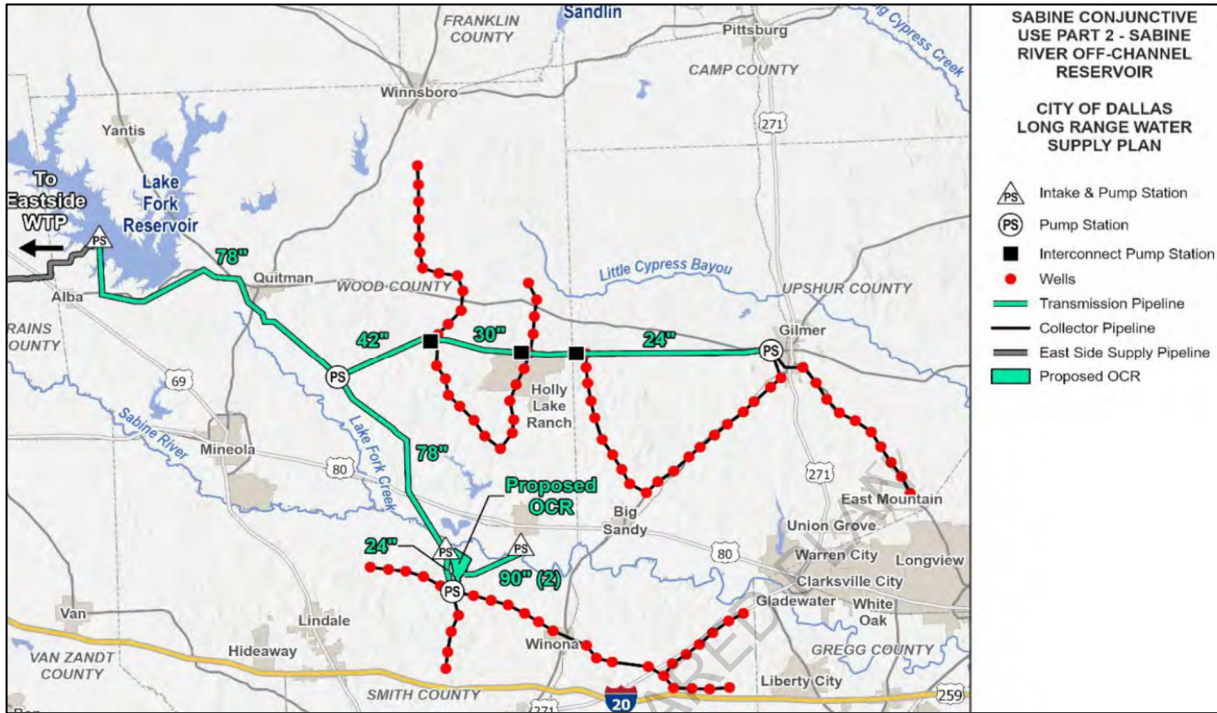 FRANKLIN
COUNTY
Sandlin
Pittsburg
Cypress Creek
CAMP COUNTY
Winnsboro
271
Yantis
To
Eastside
WTP
Lake
Fork
Reservoir
PS
78"
Quitman
WOOD COUNTY
Little Cypress Bayou
UPSHUR COUNTY
Alba
RAINS
COUNTY
42"
30"
24"
Gilmer
PS
PS
69
Holly
Lake
Ranch
Sabine River
Mineola
Lake Fork Creek
78"
80
271
Proposed
OCR
East Mountain
Big
Sandy
Union Grove
Warren City
Longview
80
24"
PS
PS
90" (2)
PS
Clarksville City
Gladewater
White
Oak
Van
Lindale
Hideaway
Winona
GREGG COUNTY
VAN ZANDT
COUNTY
SMITH COUNTY
Liberty City
20
271
259
SABINE CONJUNCTIVE
USE PART 2 - SABINE
RIVER OFF-CHANNEL
RESERVOIR
CITY OF DALLAS
LONG RANGE WATER
SUPPLY PLAN
PS Intake & Pump Station
PS Pump Station
Interconnect Pump Station
Wells
Transmission Pipeline
Collector Pipeline
East Side Supply Pipeline
Proposed OCR